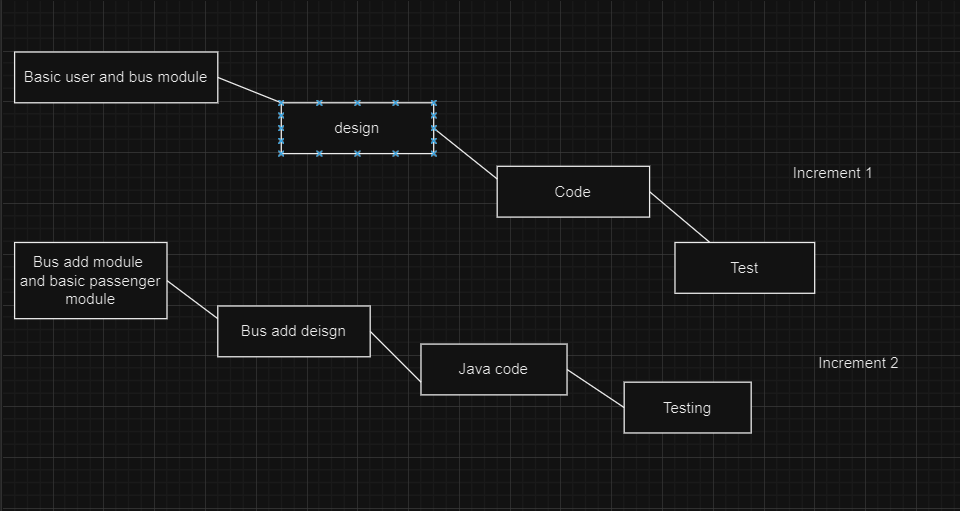 Basic user and bus module
design
Code
Increment 1
Test
Bus add module
and basic passenger
module
Bus add deisgn
Java code
Increment 2
Testing